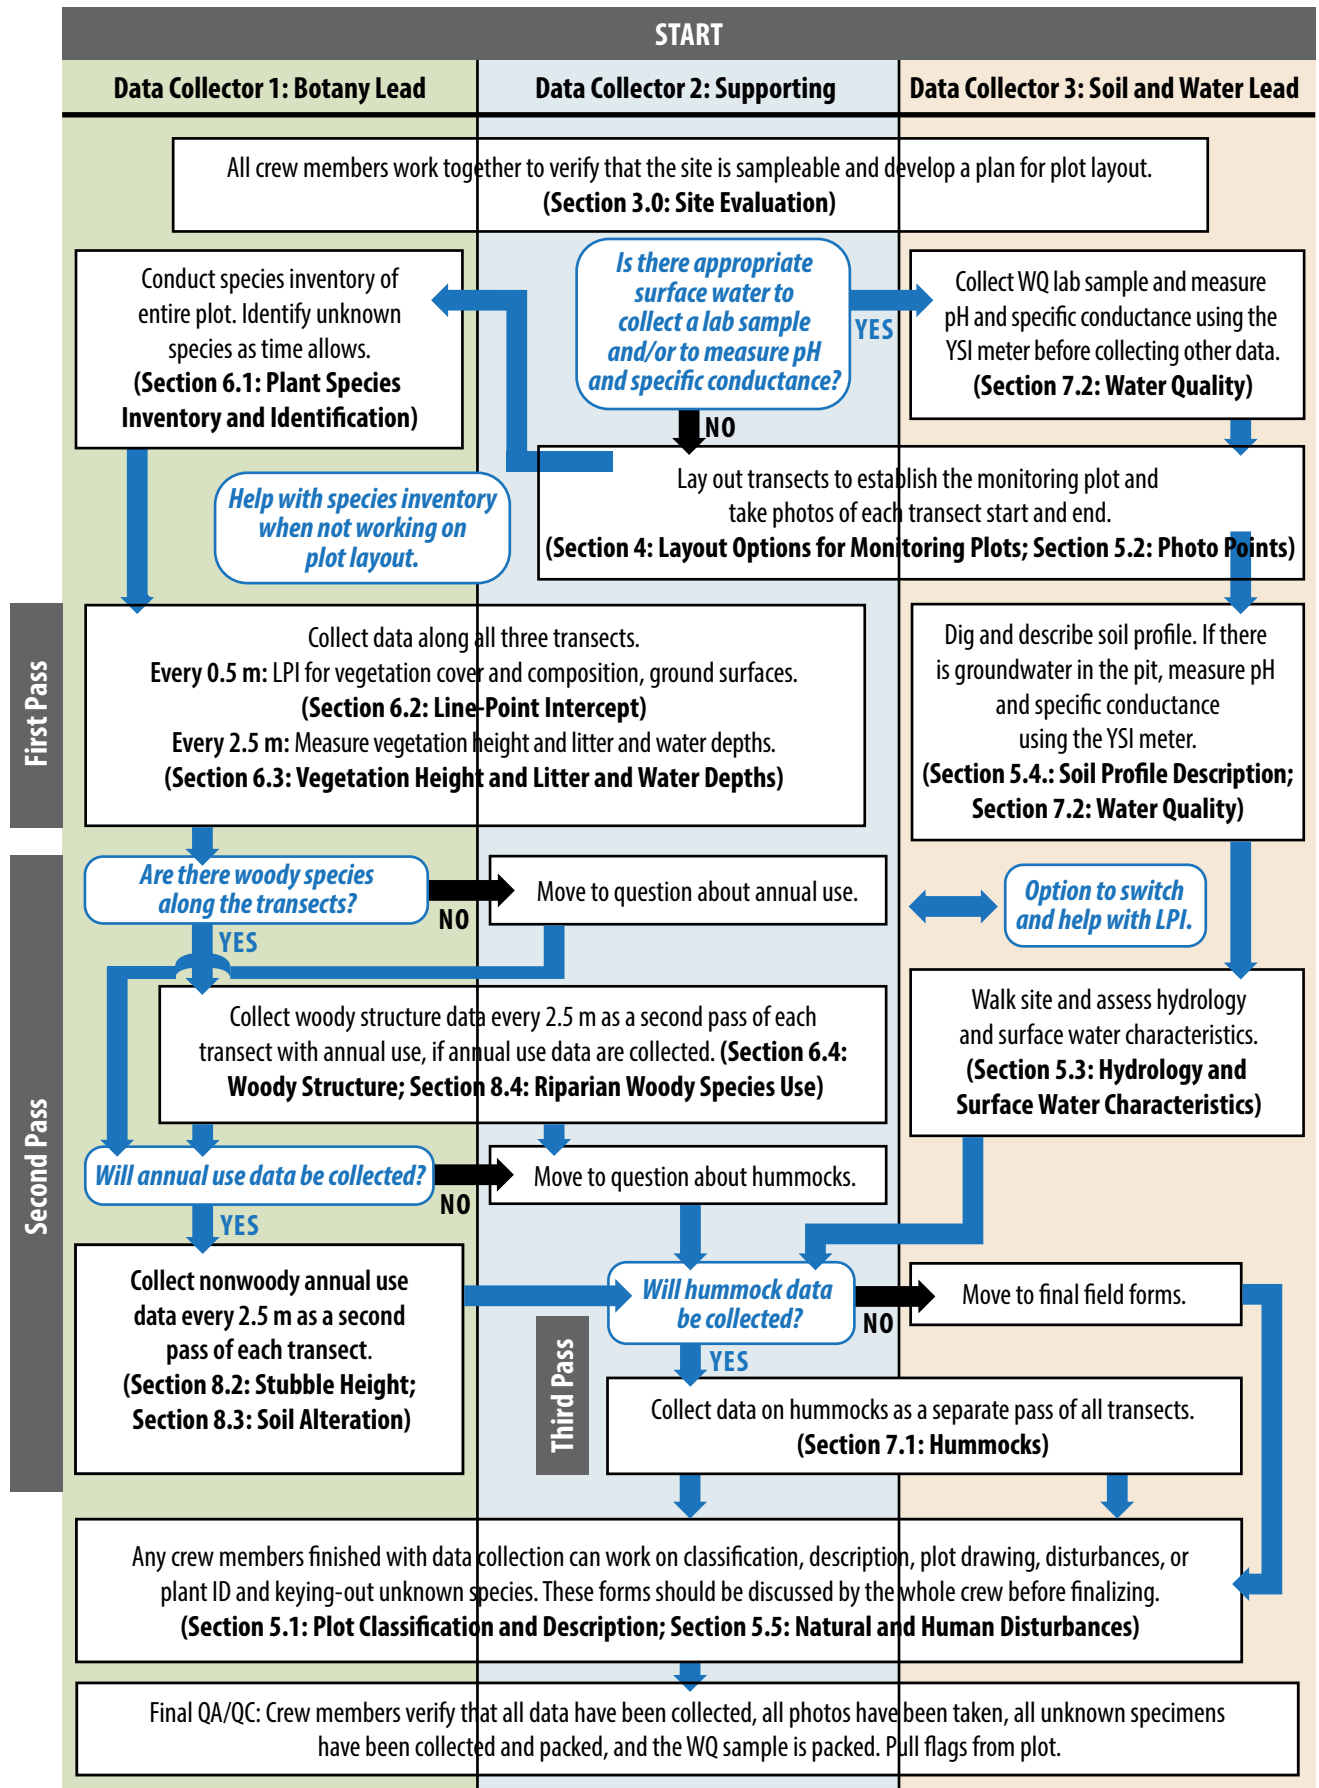 START
Data Collector 1: Botany Lead
Data Collector 2: Supporting
Data Collector 3: Soil and Water Lead
All crew members work together to verify that the site is sampleable and develop a plan for plot layout.
(Section 3.0: Site Evaluation)
Conduct species inventory of
entire plot. Identify unknown
species as time allows.
(Section 6.1: Plant Species
Inventory and Identification)
Is there appropriate
surface water to
collect a lab sample
and/or to measure pH
and specific conductance?
YES
NO
Collect WQ lab sample and measure
pH and specific conductance using the
YSI meter before collecting other data.
(Section 7.2: Water Quality)
Help with species inventory
when not working on
plot layout.
Lay out transects to establish the monitoring plot and
take photos of each transect start and end.
(Section 4: Layout Options for Monitoring Plots; Section 5.2: Photo Points)
First Pass
Collect data along all three transects.
Every 0.5 m: LPI for vegetation cover and composition, ground surfaces.
(Section 6.2: Line-Point Intercept)
Every 2.5 m: Measure vegetation height and litter and water depths.
(Section 6.3: Vegetation Height and Litter and Water Depths)
Dig and describe soil profile. If there
is groundwater in the pit, measure pH
and specific conductance
using the YSI meter.
(Section 5.4.: Soil Profile Description;
Section 7.2: Water Quality)
Second Pass
Are there woody species
along the transects?
NO
YES
Move to question about annual use.
Option to switch
and help with LPI.
Collect woody structure data every 2.5 m as a second pass of each
transect with annual use, if annual use data are collected. (Section 6.4:
Woody Structure; Section 8.4: Riparian Woody Species Use)
Walk site and assess hydrology
and surface water characteristics.
(Section 5.3: Hydrology and
Surface Water Characteristics)
Will annual use data be collected?
NO
YES
Move to question about hummocks.
Collect nonwoody annual use
data every 2.5 m as a second
pass of each transect.
(Section 8.2: Stubble Height;
Section 8.3: Soil Alteration)
Will hummock data
be collected?
NO
YES
Move to final field forms.
Third Pass
Collect data on hummocks as a separate pass of all transects.
(Section 7.1: Hummocks)
Any crew members finished with data collection can work on classification, description, plot drawing, disturbances, or
plant ID and keying-out unknown species. These forms should be discussed by the whole crew before finalizing.
(Section 5.1: Plot Classification and Description; Section 5.5: Natural and Human Disturbances)
Final QA/QC: Crew members verify that all data have been collected, all photos have been taken, all unknown specimens
have been collected and packed, and the WQ sample is packed. Pull flags from plot.